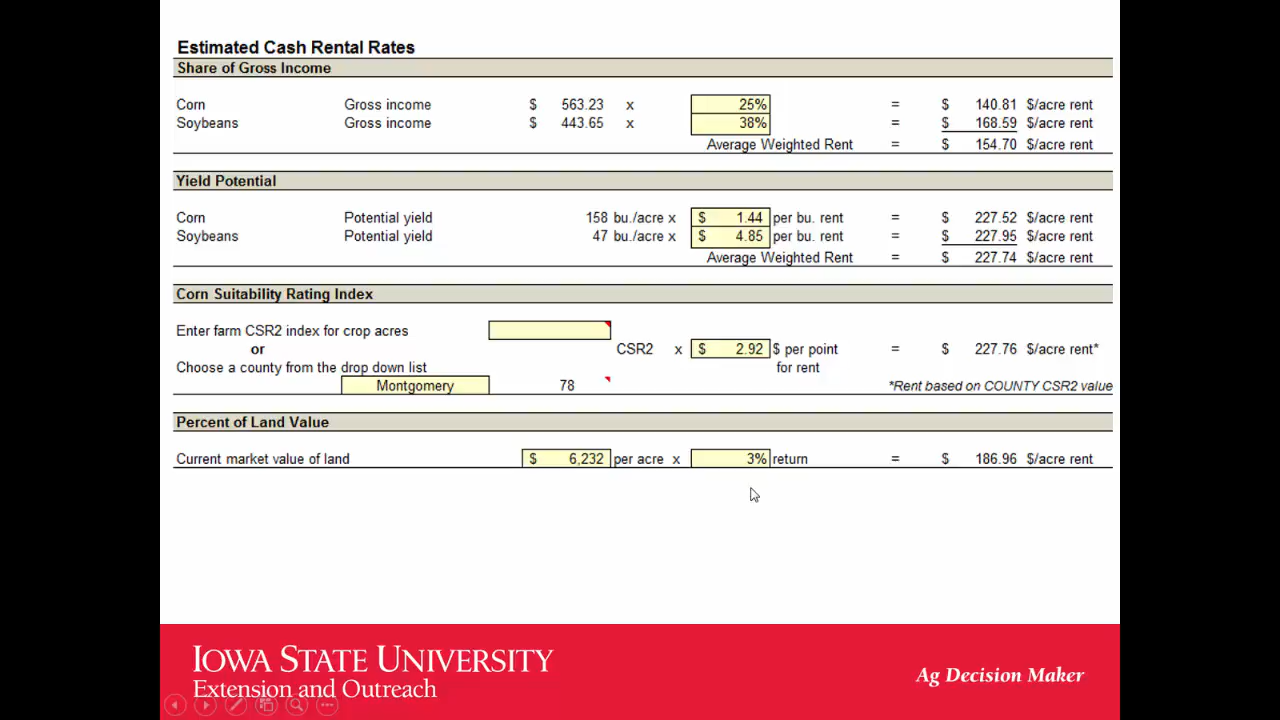 Estimated Cash Rental Rates
Share of Gross Income
Corn Gross income $ 563.23 x 25% = $ 140.81 $/acre rent
Soybeans Gross income $ 443.65 x 38% = $ 168.59 $/acre rent
Average Weighted Rent = $ 154.70 $/acre rent
Yield Potential
Corn Potential yield 158 bu./acre x $ 1.44 per bu. rent = $ 227.52 $/acre rent
Soybeans Potential yield 47 bu./acre x $ 4.85 per bu. rent = $ 227.95 $/acre rent
Average Weighted Rent = $ 227.74 $/acre rent
Corn Suitability Rating Index
Enter farm CSR2 index for crop acres
or CSR2 x $ 2.92 $ per point = $ 227.76 $/acre rent*
Choose a county from the drop down list for rent
Montgomery 78 *Rent based on COUNTY CSR2 value
Percent of Land Value
Current market value of land $ 6,232 per acre x 3% return = $ 186.96 $/acre rent
IOWA STATE UNIVERSITY
Extension and Outreach
Ag Decision Maker